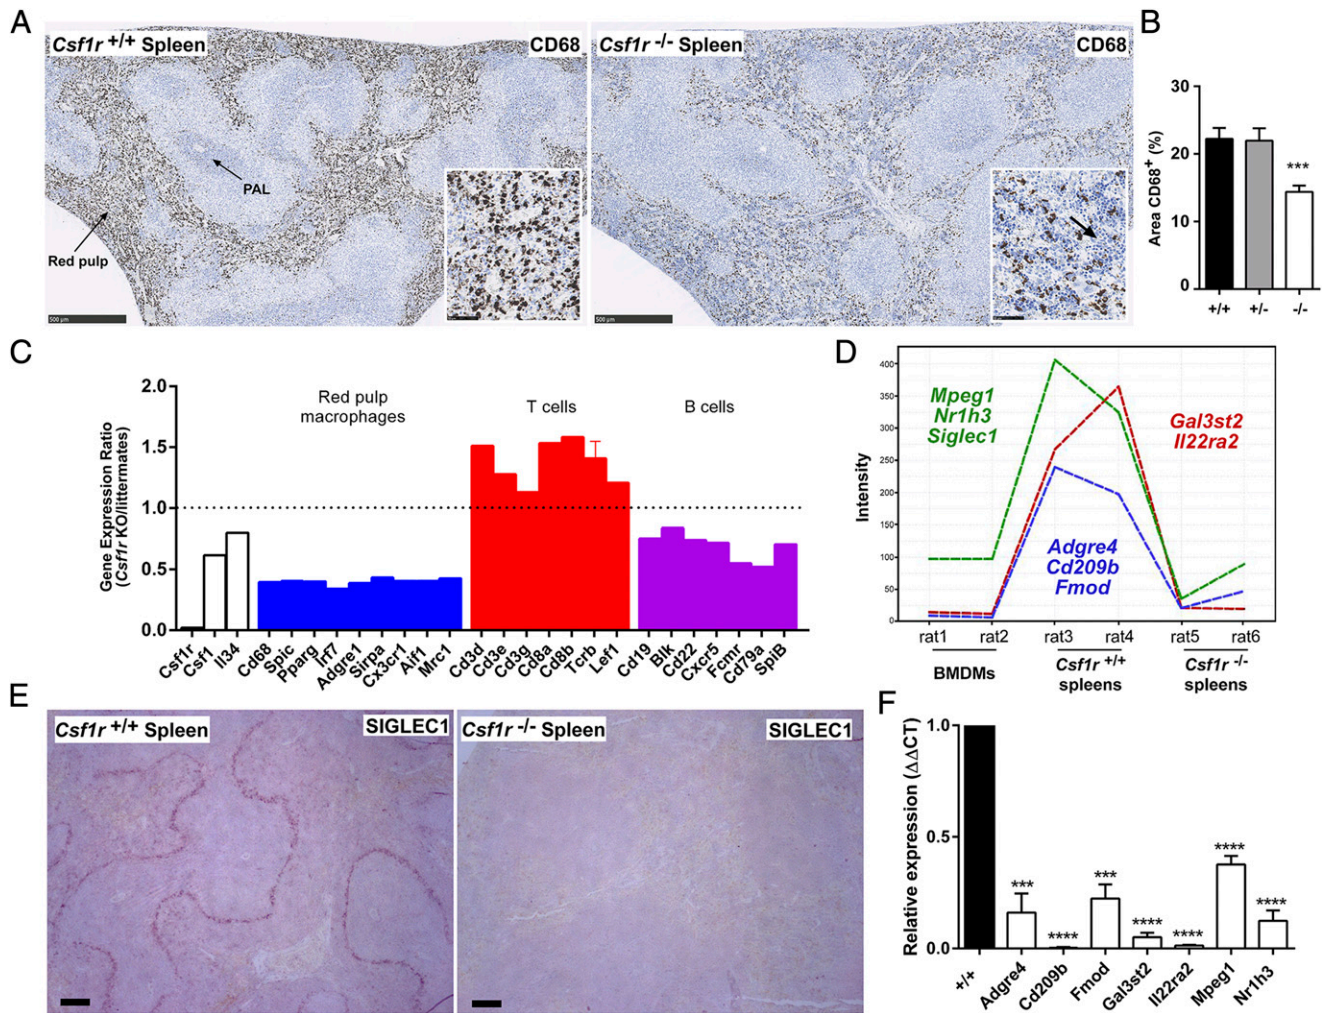 A
Csf1r +/+ Spleen
CD68
PAL
Red pulp
500 µm
Csf1r -/- Spleen
CD68
500 µm
B
Area CD68+ (%)
30
20
10
0
***
+/+ +/- -/-
C
Gene Expression Ratio
(Csf1r KO/littermates)
2.0
1.5
1.0
0.5
0.0
Red pulp
macrophages
T cells
B cells
Csf1r
Csf1
Il34
Cd68
Spic
Pparg
Irf7
Adgre1
Sirpa
Cx3cr1
Aif1
Mrc1
Cd3d
Cd3e
Cd3g
Cd8a
Cd8b
Tcrb
Lef1
Cd19
Blk
Cd22
Cxcr5
Fcmr
Cd79a
SpiB
D
Intensity
400
350
300
250
200
150
100
50
0
Mpeg1
Nr1h3
Siglec1
Gal3st2
Il22ra2
Adgre4
Cd209b
Fmod
rat1 rat2 rat3 rat4 rat5 rat6
BMDMs
Csf1r +/+
spleens
Csf1r -/-
spleens
E
Csf1r +/+ Spleen
SIGLEC1
Csf1r -/- Spleen
SIGLEC1
F
Relative expression (ΔΔCT)
1.0
0.5
0.0
***
****
***
****
****
****
****
+/+
Adgre4
Cd209b
Fmod
Gal3st2
Il22ra2
Mpeg1
Nr1h3